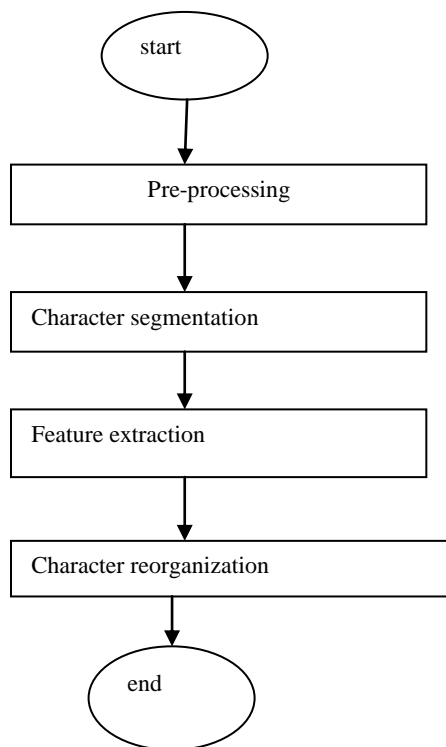 start
Pre-processing
Character segmentation
Feature extraction
Character reorganization
end